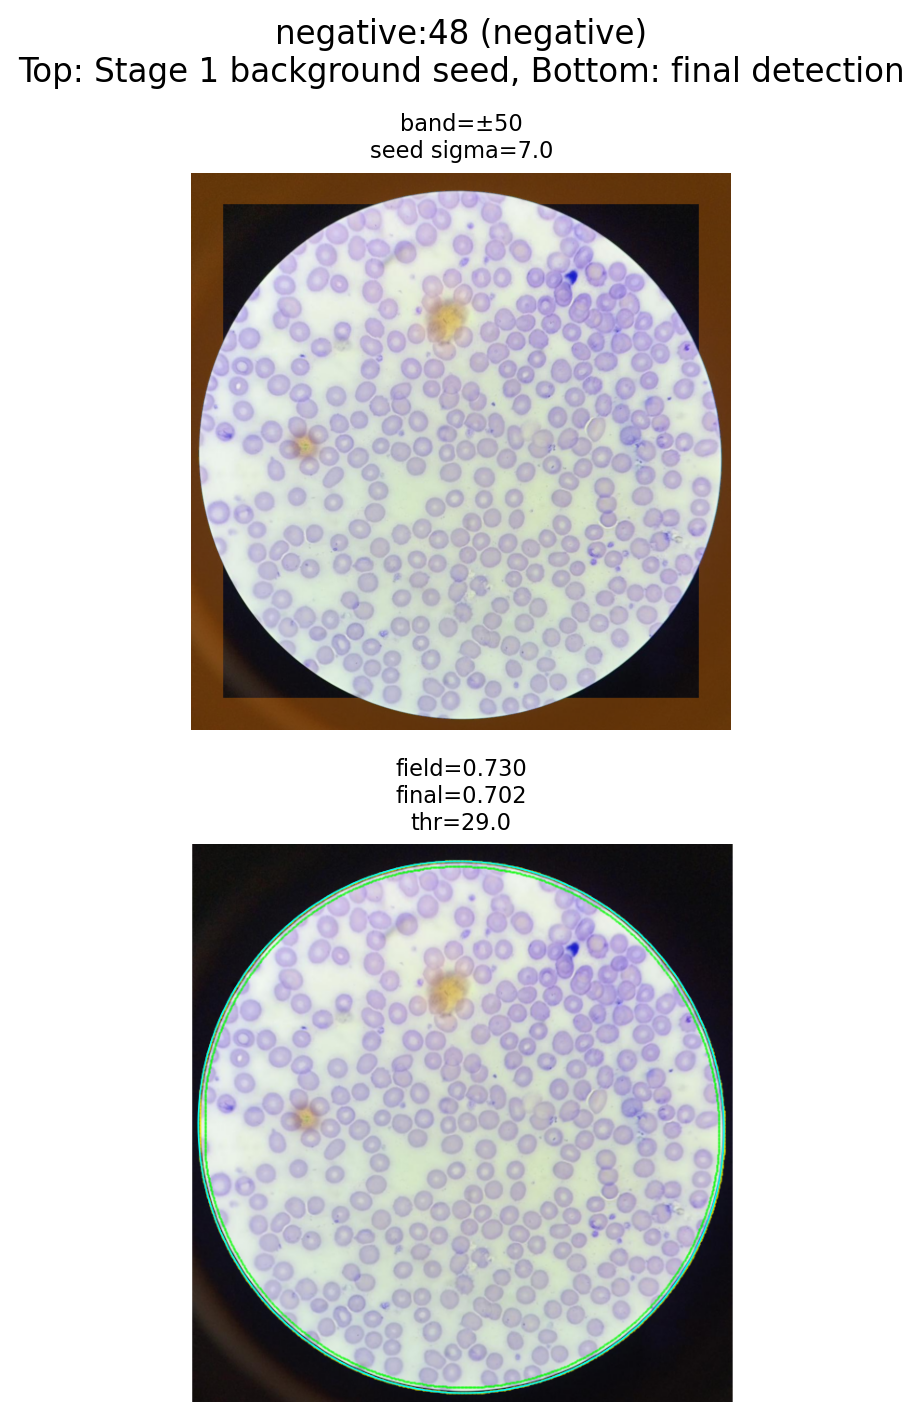 negative:48 (negative)
Top: Stage 1 background seed, Bottom: final detection
band=±50
seed sigma=7.0
field=0.730
final=0.702
thr=29.0